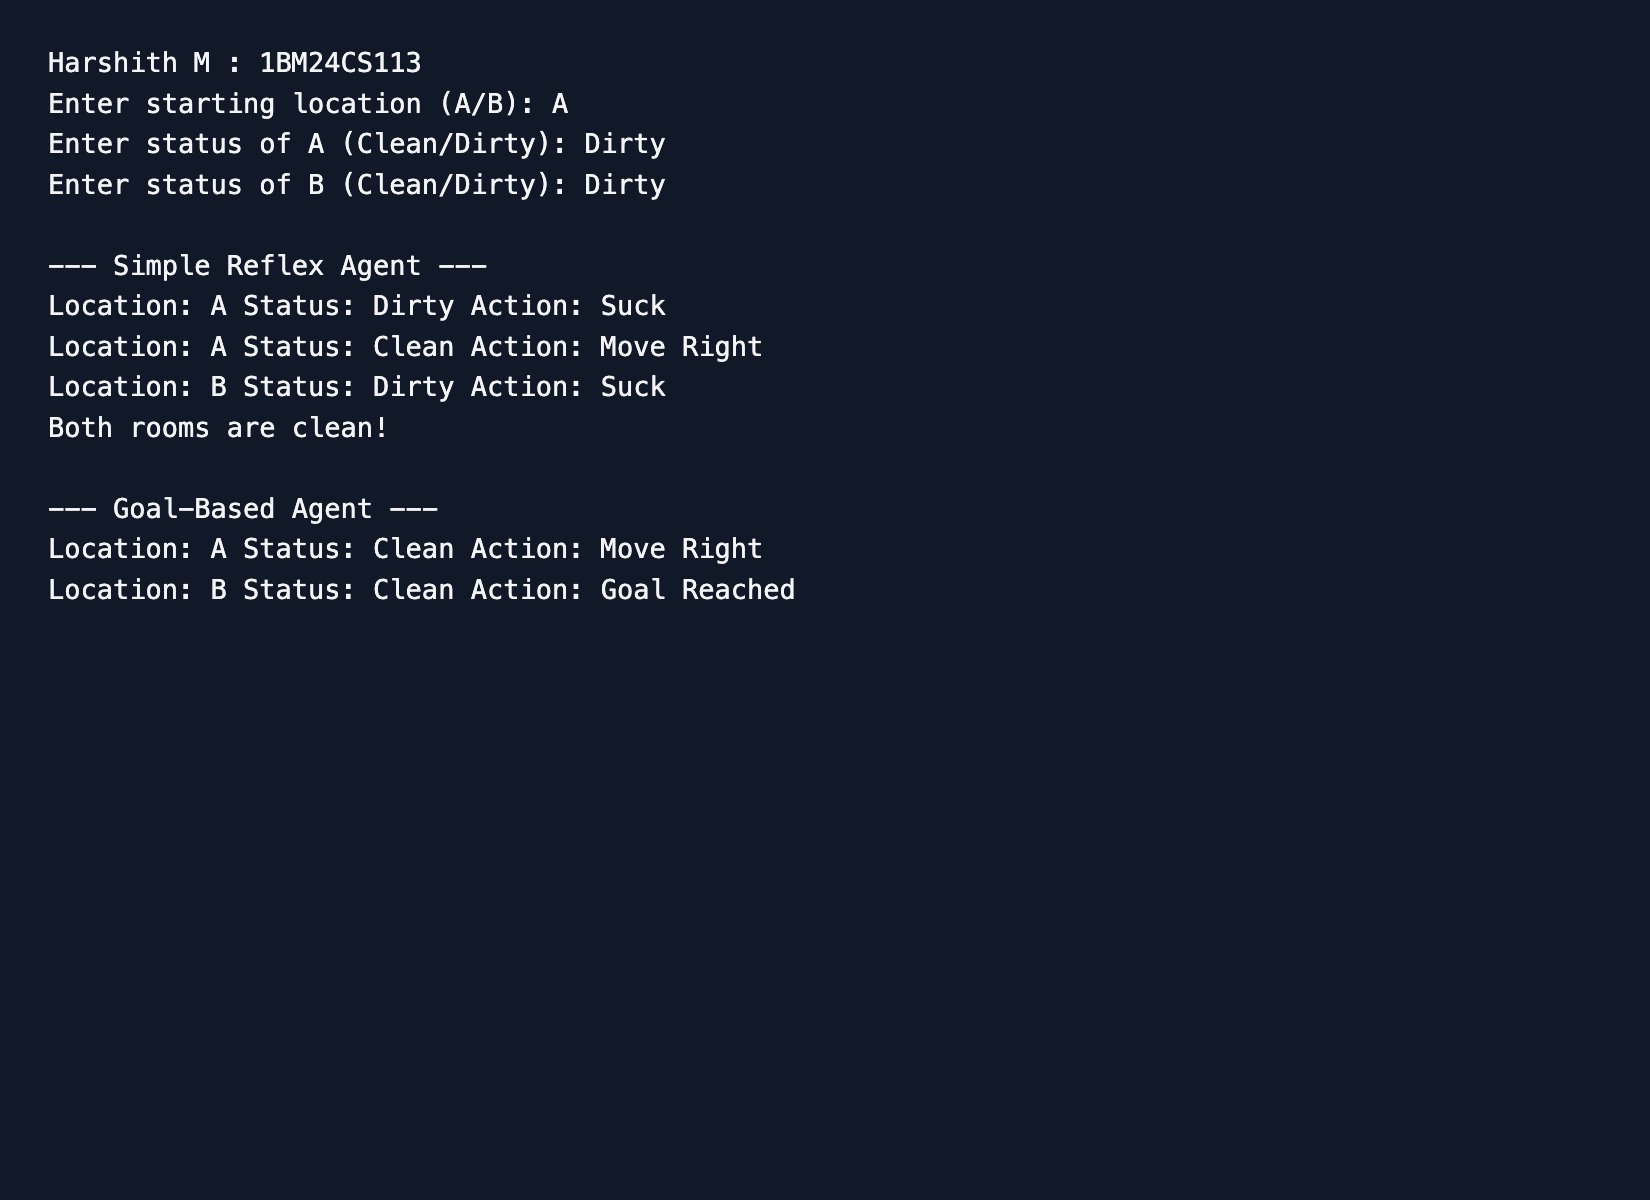 Harshith M : 1BM24CS113
Enter starting location (A/B): A
Enter status of A (Clean/Dirty): Dirty
Enter status of B (Clean/Dirty): Dirty
--- Simple Reflex Agent ---
Location: A Status: Dirty Action: Suck
Location: A Status: Clean Action: Move Right
Location: B Status: Dirty Action: Suck
Both rooms are clean!
--- Goal-Based Agent ---
Location: A Status: Clean Action: Move Right
Location: B Status: Clean Action: Goal Reached